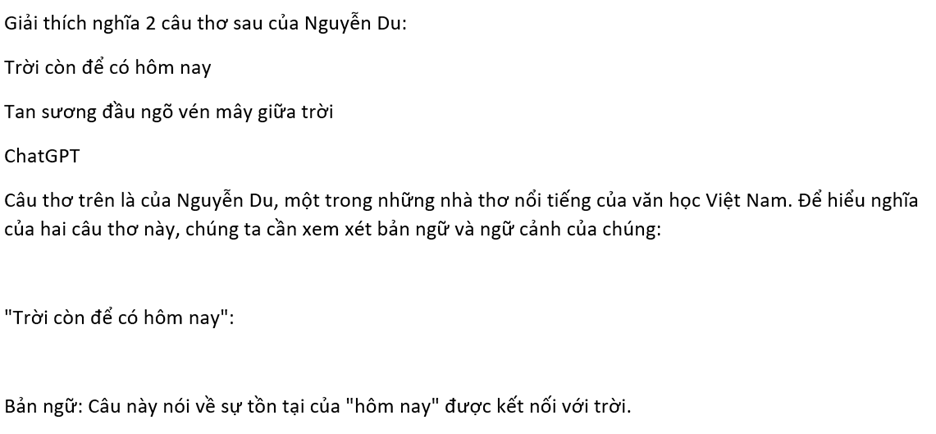 Giải thích nghĩa 2 câu thơ sau của Nguyễn Du:
Trời còn để có hôm nay
Tan sương đầu ngõ vén mây giữa trời
ChatGPT
Câu thơ trên là của Nguyễn Du, một trong những nhà thơ nổi tiếng của văn học Việt Nam. Để hiểu nghĩa
của hai câu thơ này, chúng ta cần xem xét bản ngữ và ngữ cảnh của chúng:
"Trời còn để có hôm nay":
Bản ngữ: Câu này nói về sự tồn tại của "hôm nay" được kết nối với trời.